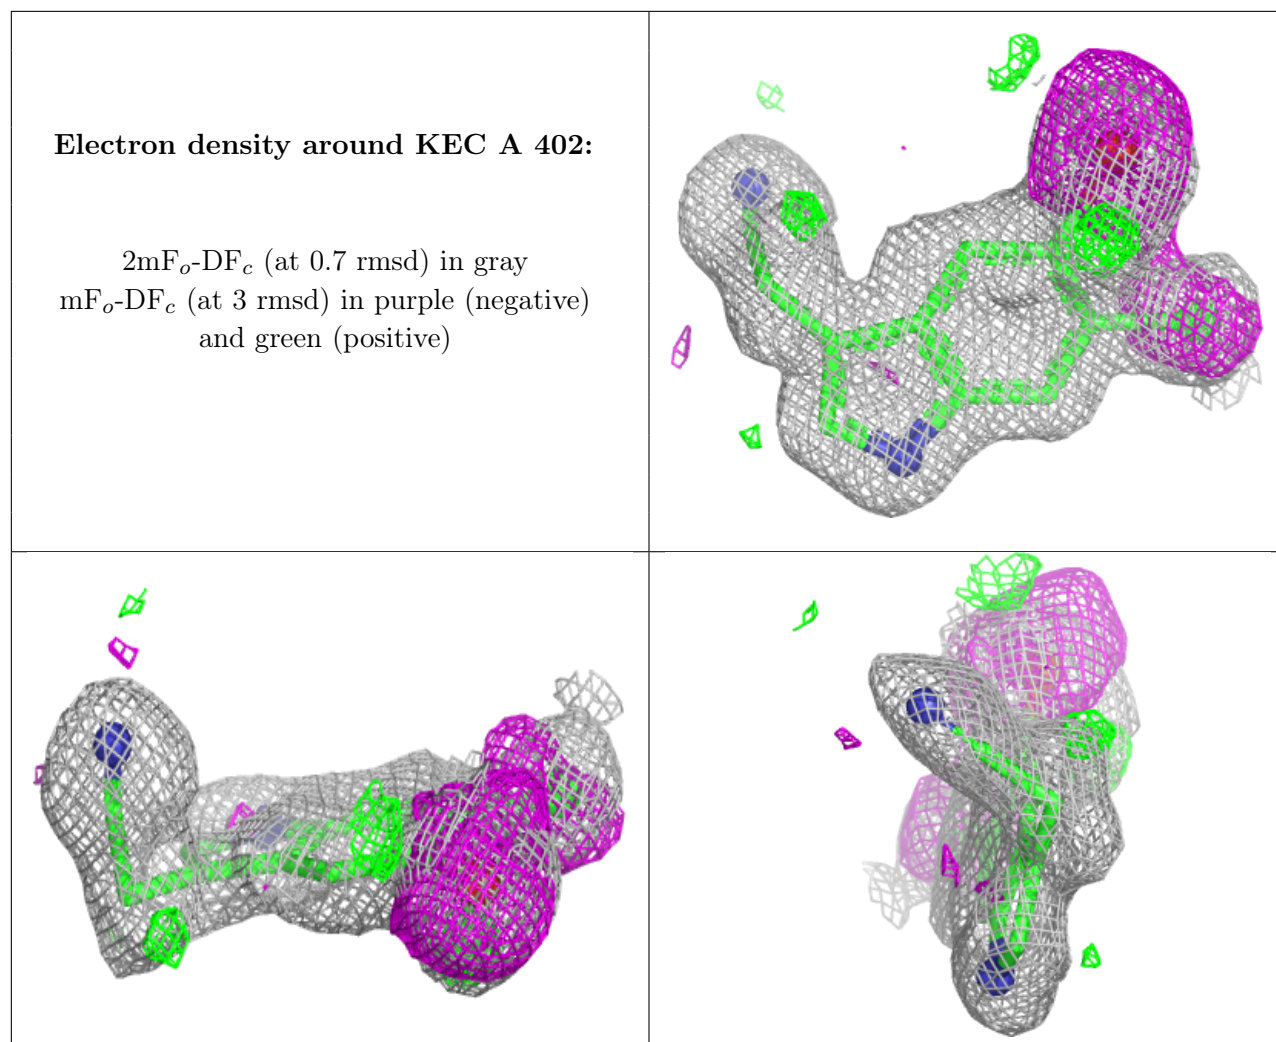 Electron density around KEC A 402:
2mFo-DFc (at 0.7 rmsd) in gray
mFo-DFc (at 3 rmsd) in purple (negative)
and green (positive)